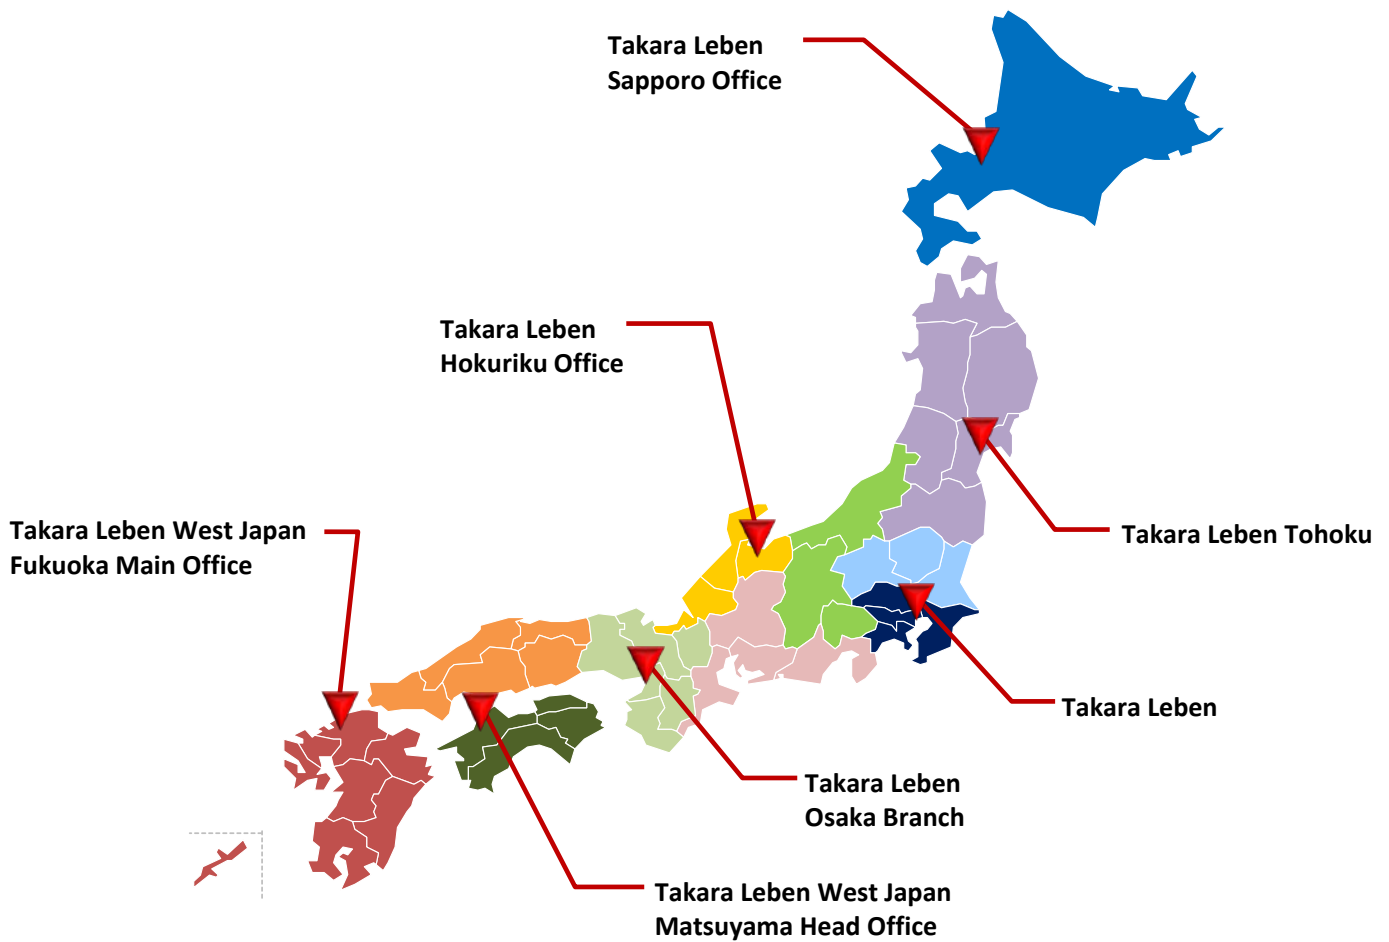 Takara Leben
Sapporo Office
Takara Leben
Hokuriku Office
Takara Leben West Japan
Fukuoka Main Office
Takara Leben Tohoku
Takara Leben
Takara Leben
Osaka Branch
Takara Leben West Japan
Matsuyama Head Office